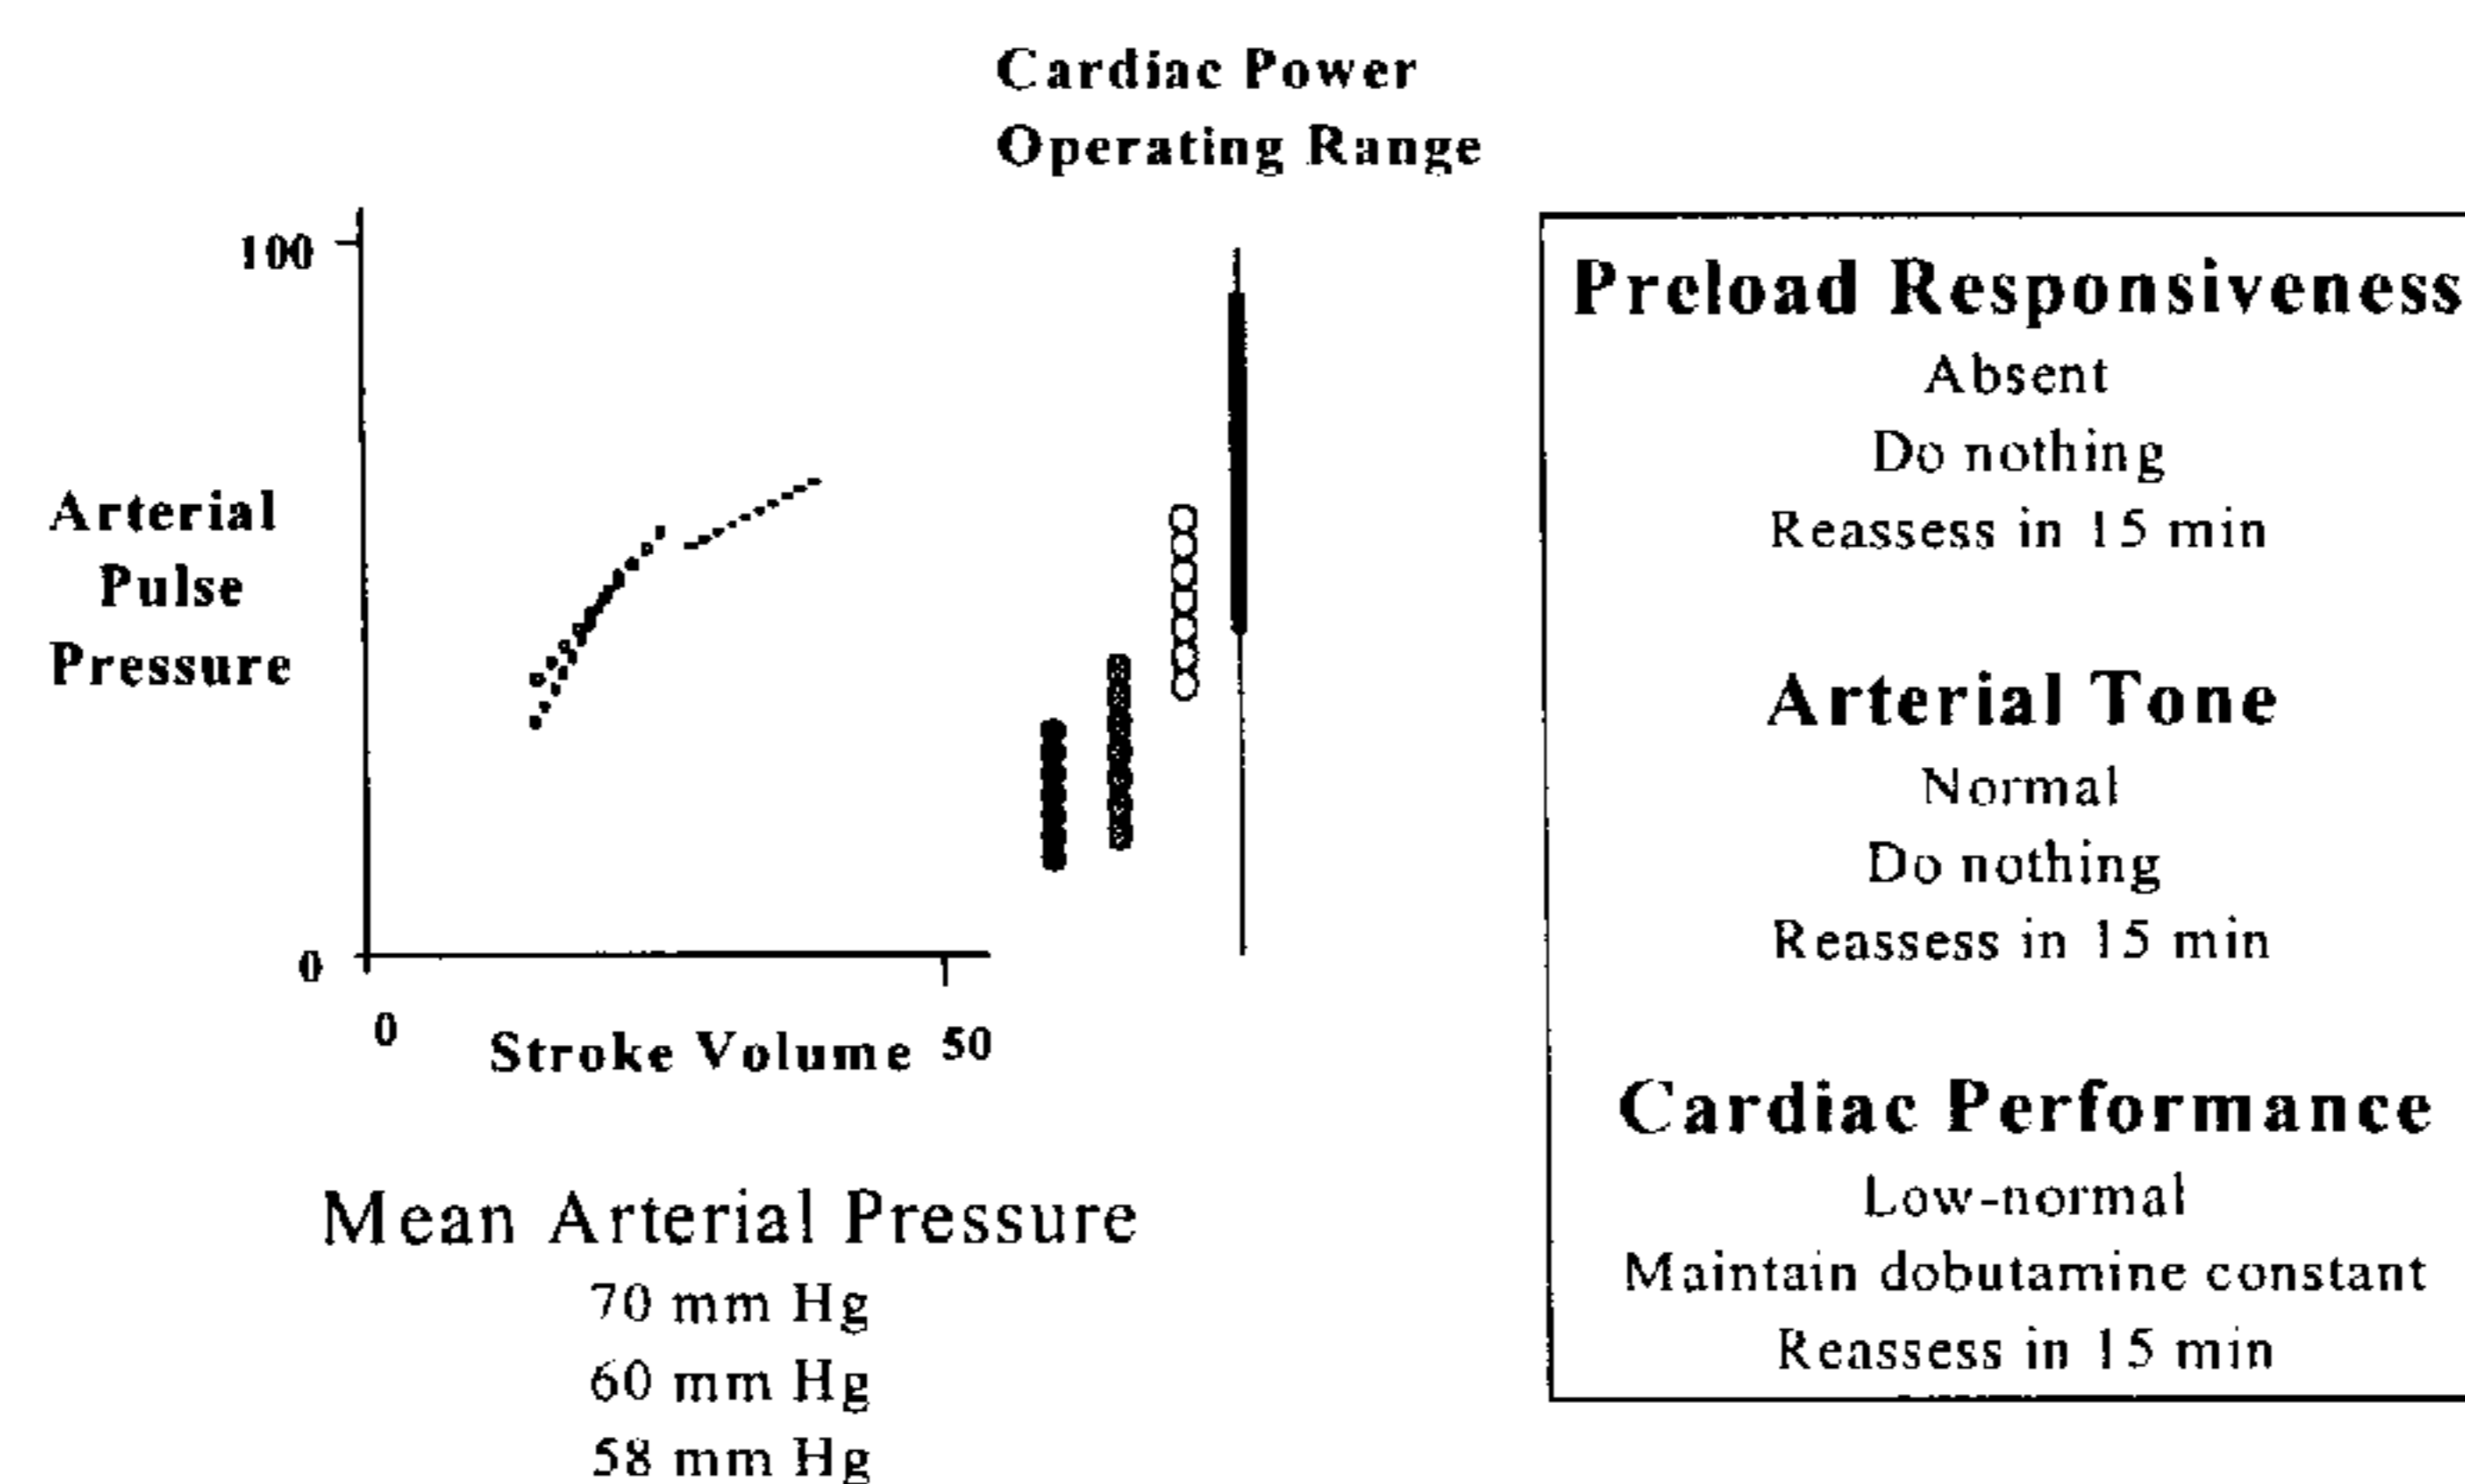 Cardiac Power
Operating Range
100
Arterial
Pulse
Pressure
0
0
Stroke Volume
50
Mean Arterial Pressure
70 mm Hg
60 mm Hg
58 mm Hg
Preload Responsiveness
Absent
Do nothing
Reassess in 15 min
Arterial Tone
Normal
Do nothing
Reassess in 15 min
Cardiac Performance
Low-normal
Maintain dobutamine constant
Reassess in 15 min